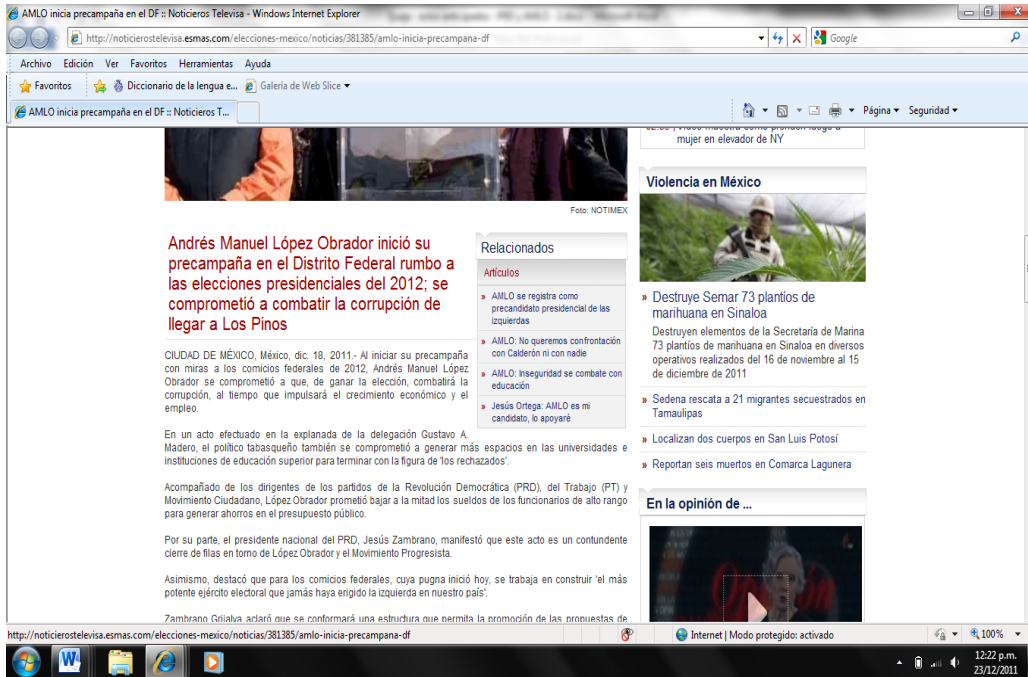 AMLO inicia precampaña en el DF :: Noticieros Televisa - Windows Internet Explorer
http://noticierostelevisa.esmas.com/elecciones-mexico/noticias/381385/amlo-inicia-precampana-df
Google
Archivo Edición Ver Favoritos Herramientas Ayuda
Favoritos
Diccionario de la lengua e...
Galería de Web Slice
AMLO inicia precampaña en el DF :: Noticieros T...
Página
Seguridad
Foto: NOTIMEX
Andrés Manuel López Obrador inició su
precampaña en el Distrito Federal rumbo a
las elecciones presidenciales del 2012; se
comprometió a combatir la corrupción de
llegar a Los Pinos
CIUDAD DE MÉXICO, México, dic. 18, 2011.- Al iniciar su precampaña
con miras a los comicios federales de 2012, Andrés Manuel López
Obrador se comprometió a que, de ganar la elección, combatirá la
corrupción, al tiempo que impulsará el crecimiento económico y el
empleo.
En un acto efectuado en la explanada de la delegación Gustavo A.
Madero, el político tabasqueño también se comprometió a generar más espacios en las universidades e
instituciones de educación superior para terminar con la figura de 'los rechazados'.
Acompañado de los dirigentes de los partidos de la Revolución Democrática (PRD), del Trabajo (PT) y
Movimiento Ciudadano, López Obrador prometió bajar a la mitad los sueldos de los funcionarios de alto rango
para generar ahorros en el presupuesto público.
Por su parte, el presidente nacional del PRD, Jesús Zambrano, manifestó que este acto es un contundente
cierre de filas en torno de López Obrador y el Movimiento Progresista.
Asimismo, destacó que para los comicios federales, cuya pugna inició hoy, se trabaja en construir 'el más
potente ejército electoral que jamás haya erigido la izquierda en nuestro país'.
Zambrano Grijalva aclaró que se conformará una estructura que permita la promoción de las propuestas de
Relacionados
Artículos
» AMLO se registra como
precandidato presidencial de las
izquierdas
» AMLO: No queremos confrontación
con Calderón ni con nadie
» AMLO: Inseguridad se combate con
educación
» Jesús Ortega: AMLO es mi
candidato, lo apoyaré
mujer en elevador de NY
Violencia en México
» Destruye Semar 73 plantíos de
marihuana en Sinaloa
Destruyen elementos de la Secretaría de Marina
73 plantíos de marihuana en Sinaloa en diversos
operativos realizados del 16 de noviembre al 15
de diciembre de 2011
» Sedena rescata a 21 migrantes secuestrados en
Tamaulipas
» Localizan dos cuerpos en San Luis Potosí
» Reportan seis muertos en Comarca Lagunera
En la opinión de ...
http://noticierostelevisa.esmas.com/elecciones-mexico/noticias/381385/amlo-inicia-precampana-df
Internet | Modo protegido: activado
100%
12:22 p.m.
23/12/2011